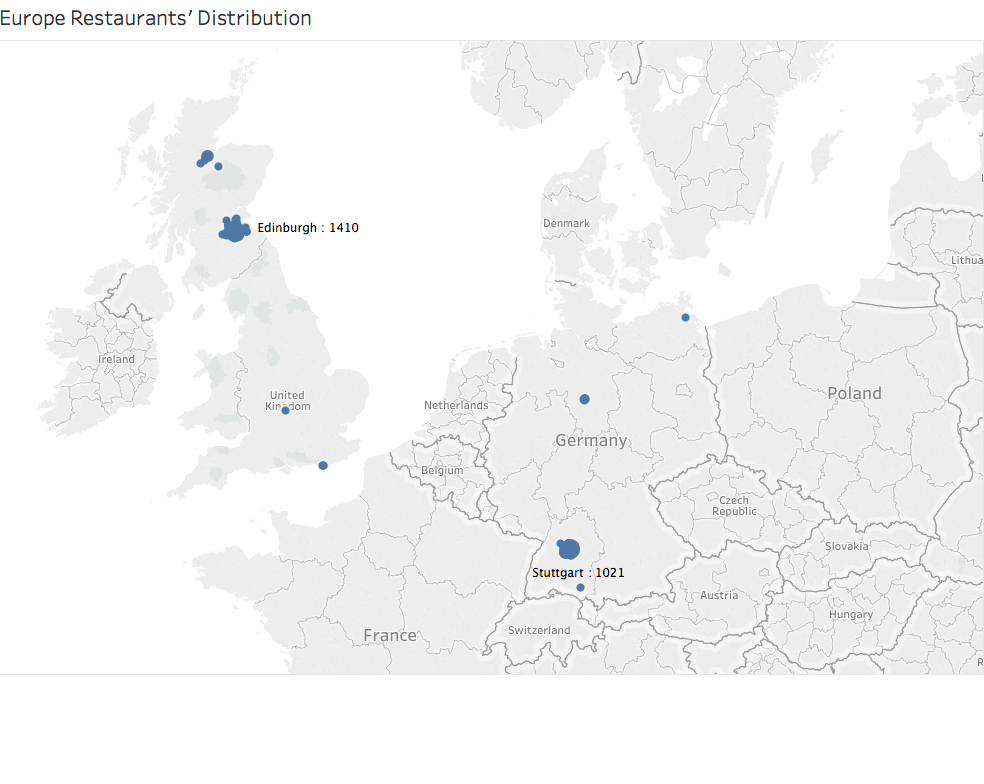 Europe Restaurants’ Distribution
Edinburgh : 1410
Denmark
Lithua
Ireland
United
Kingdom
Netherlands
Poland
Germany
Belgium
Czech
Republic
Slovakia
Stuttgart : 1021
Austria
Hungary
Switzerland
France
R